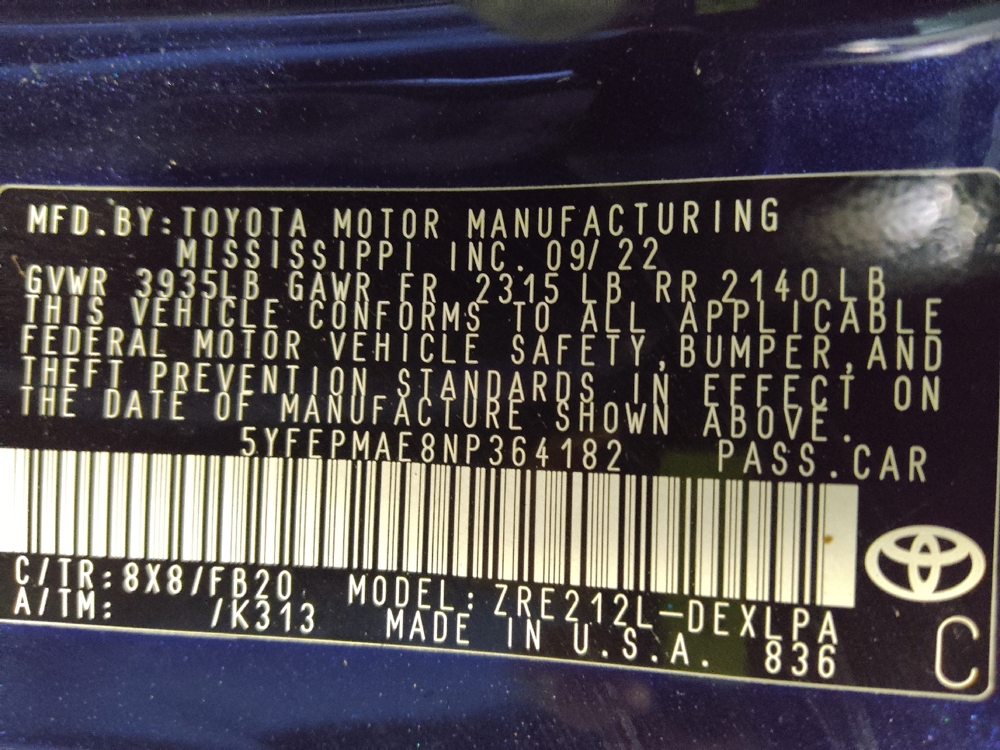 MFD.BY:TOYOTA MOTOR MANUFACTURING
MISSISSIPPI INC. 09/22
GVWR 3935LB GAWR FR 2315 LB RR 2140 LB
THIS VEHICLE CONFORMS TO ALL APPLICABLE
FEDERAL MOTOR VEHICLE SAFETY,BUMPER,AND
THEFT PREVENTION STANDARDS IN EFFECT ON
THE DATE OF MANUFACTURE SHOWN ABOVE.
5YFEPMAE8NP364182 PASS.CAR
C/TR:8X8/FB20 MODEL:ZRE212L-DEXLPA
A/TM: /K313 MADE IN U.S.A. 836
C